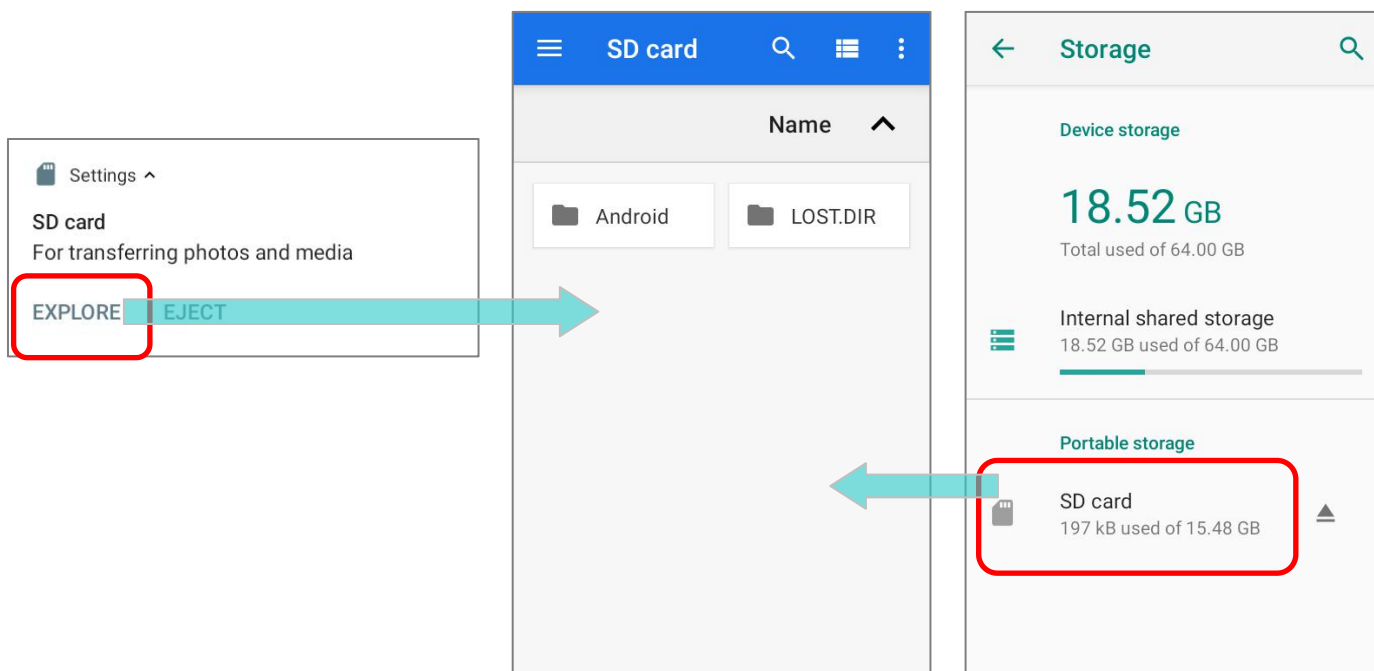 Settings
SD card
For transferring photos and media
EXPLORE EJECT
SD card
Name
Android LOST.DIR
Storage
Device storage
18.52 GB
Total used of 64.00 GB
Internal shared storage
18.52 GB used of 64.00 GB
Portable storage
SD card
197 kB used of 15.48 GB